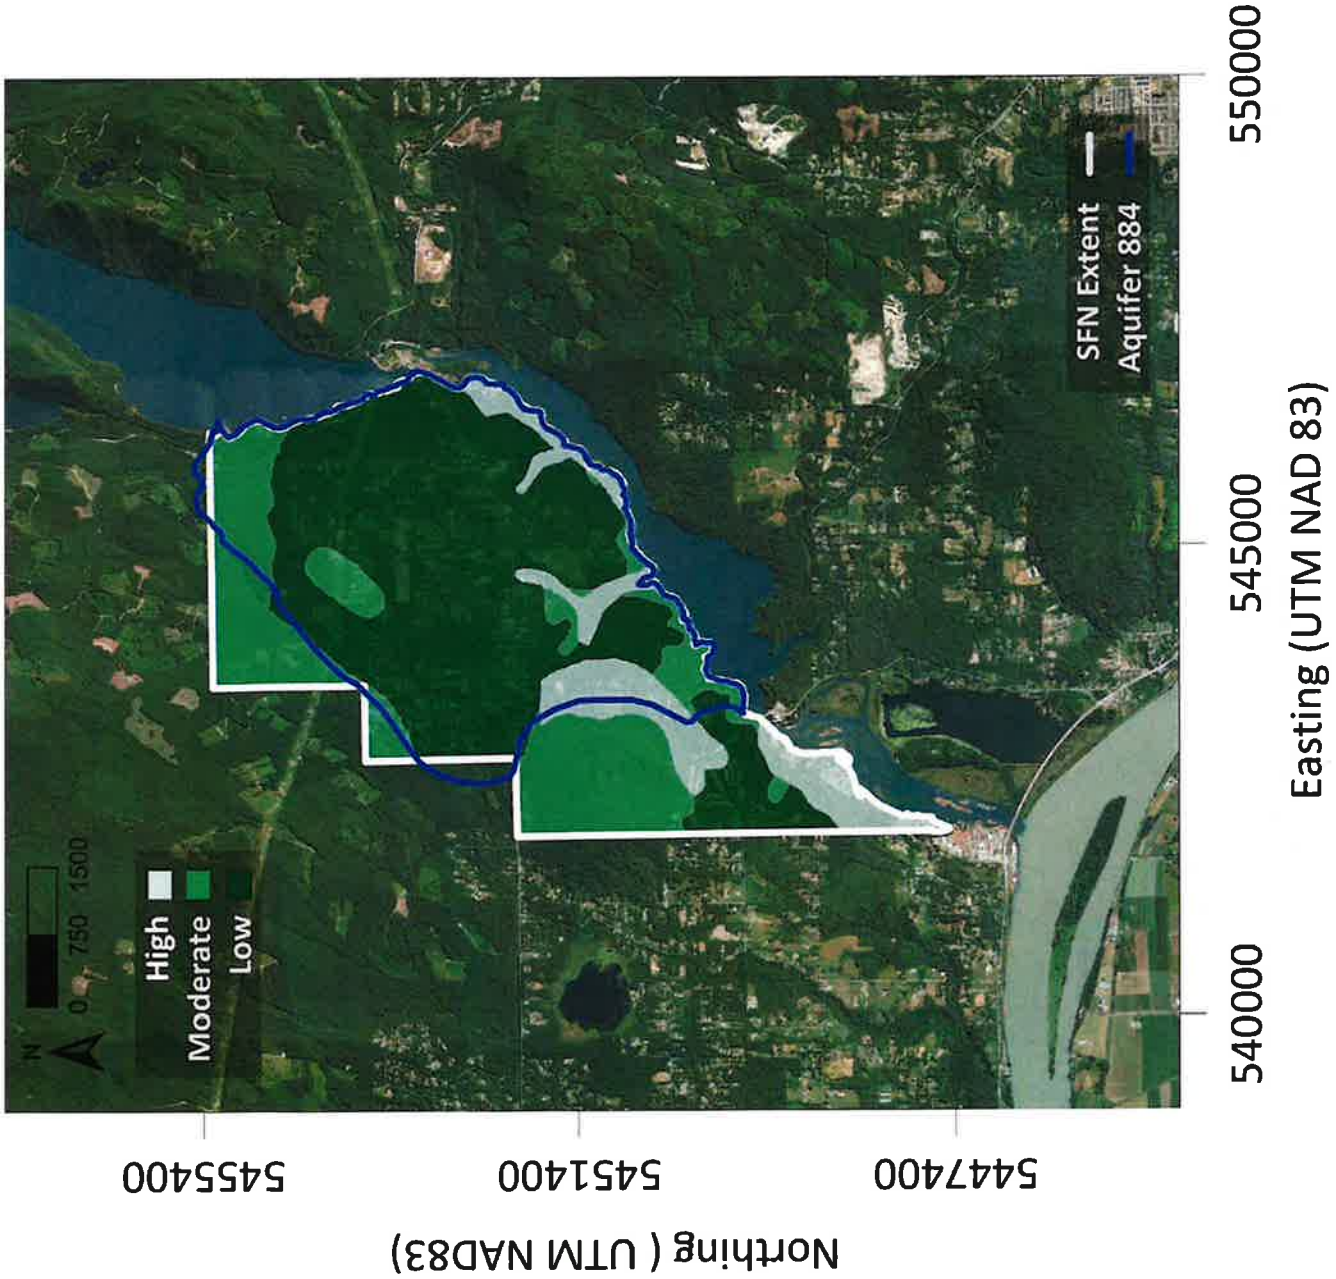 N
0 750 1500
High
Moderate
Low
SFN Extent
Aquifer 884
5455400
5451400
5447400
Northing ( UTM NAD83)
540000
545000
550000
Easting (UTM NAD 83)